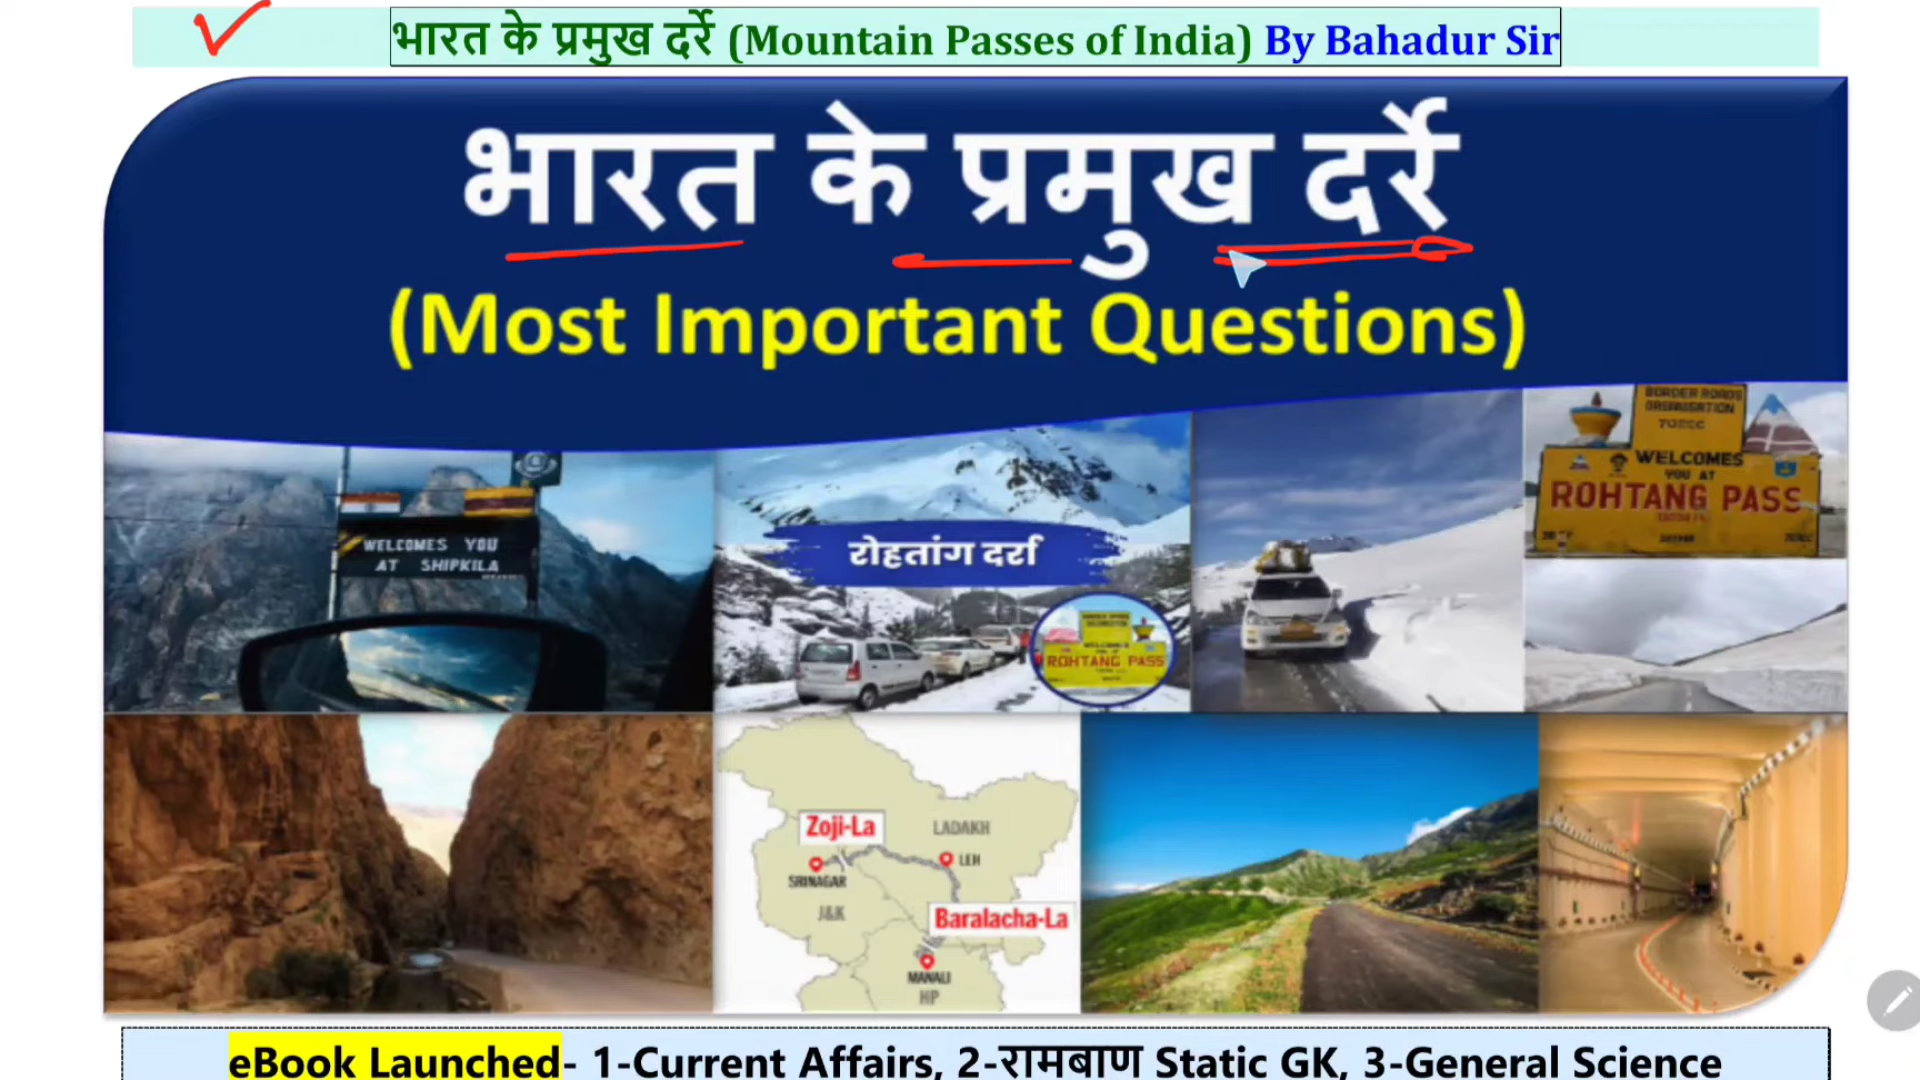 भारत के प्रमुख दर्रे (Mountain Passes of India) By Bahadur Sir
भारत के प्रमुख दर्रे
(Most Important Questions)
WELCOMES YOU
AT SHIPKILA
रोहतांग दर्रा
ROHTANG PASS
BORDER ROADS
ORGANISATION
70RCC
WELCOMES
YOU AT
ROHTANG PASS
Zoji-La
LADAKH
LEH
SRINAGAR
J&K
Baralacha-La
MANALI
HP
eBook Launched- 1-Current Affairs, 2-रामबाण Static GK, 3-General Science